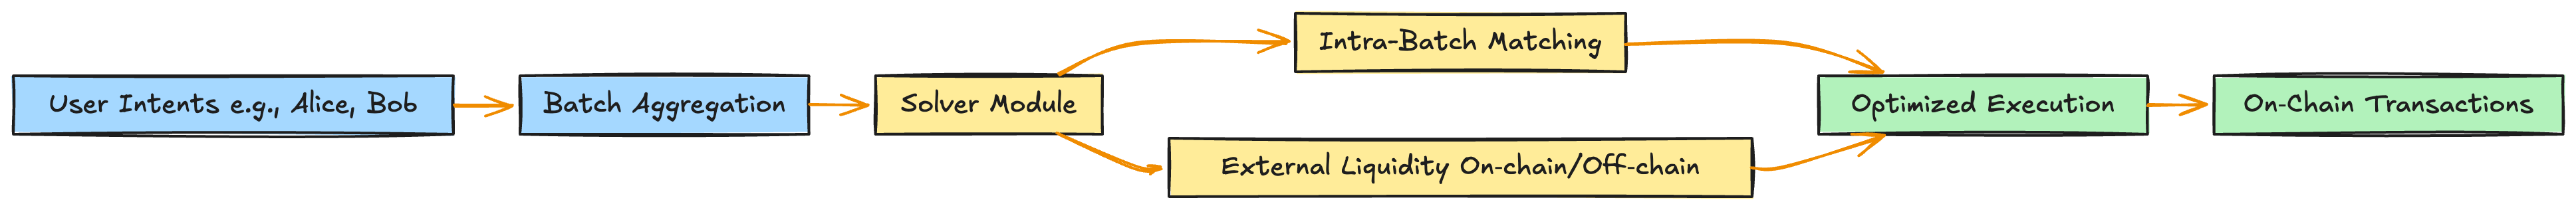 User Intents e.g., Alice, Bob
Batch Aggregation
Solver Module
Intra-Batch Matching
External Liquidity On-chain/Off-chain
Optimized Execution
On-Chain Transactions